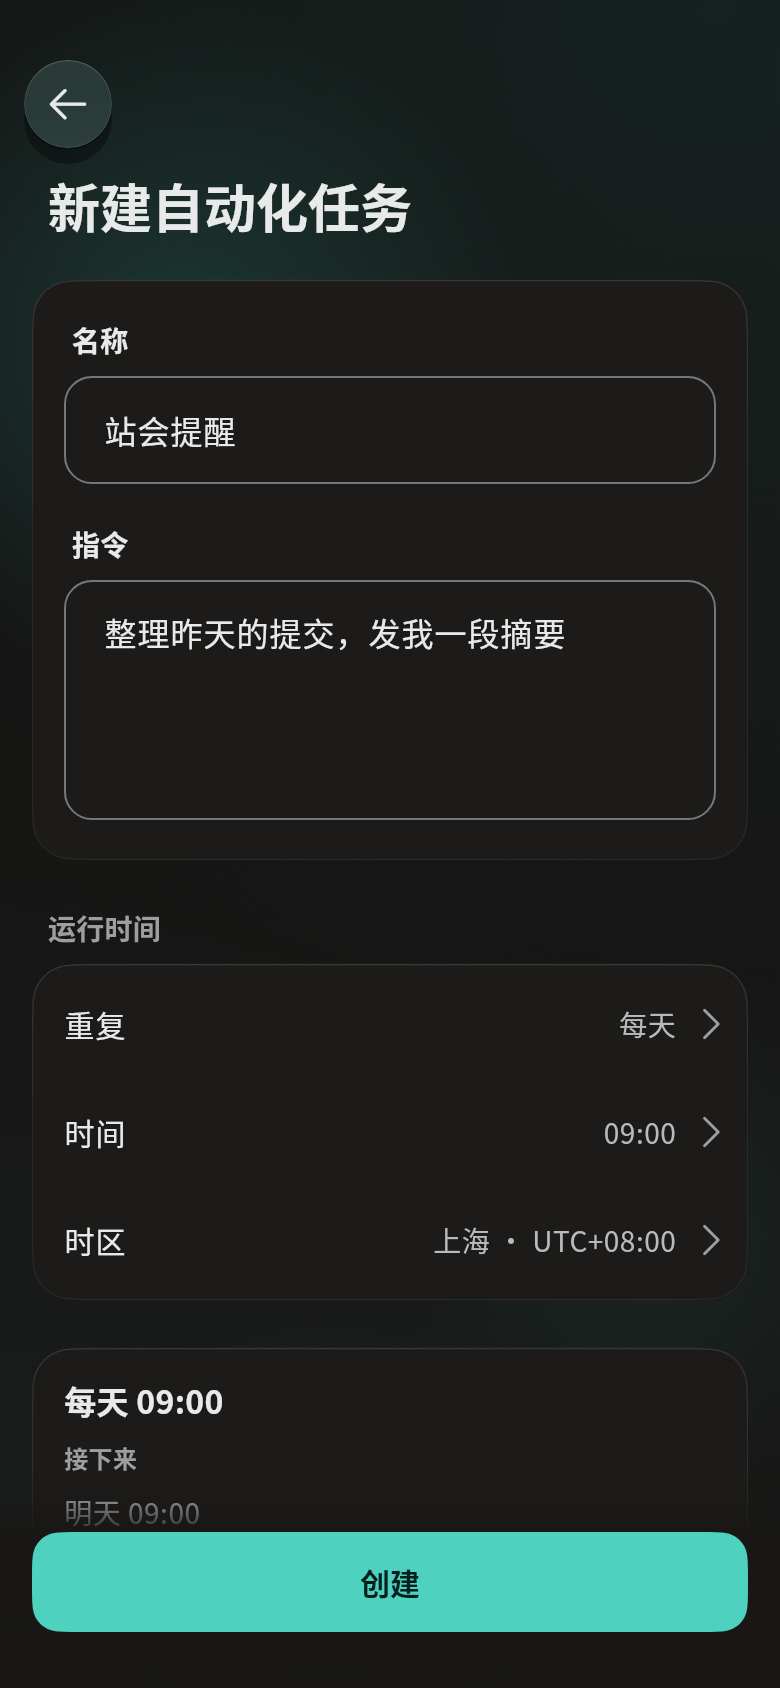 新建自动化任务
名称
站会提醒
指令
整理昨天的提交，发我一段摘要
运行时间
重复 每天
时间 09:00
时区 上海 · UTC+08:00
每天 09:00
接下来
明天 09:00
创建